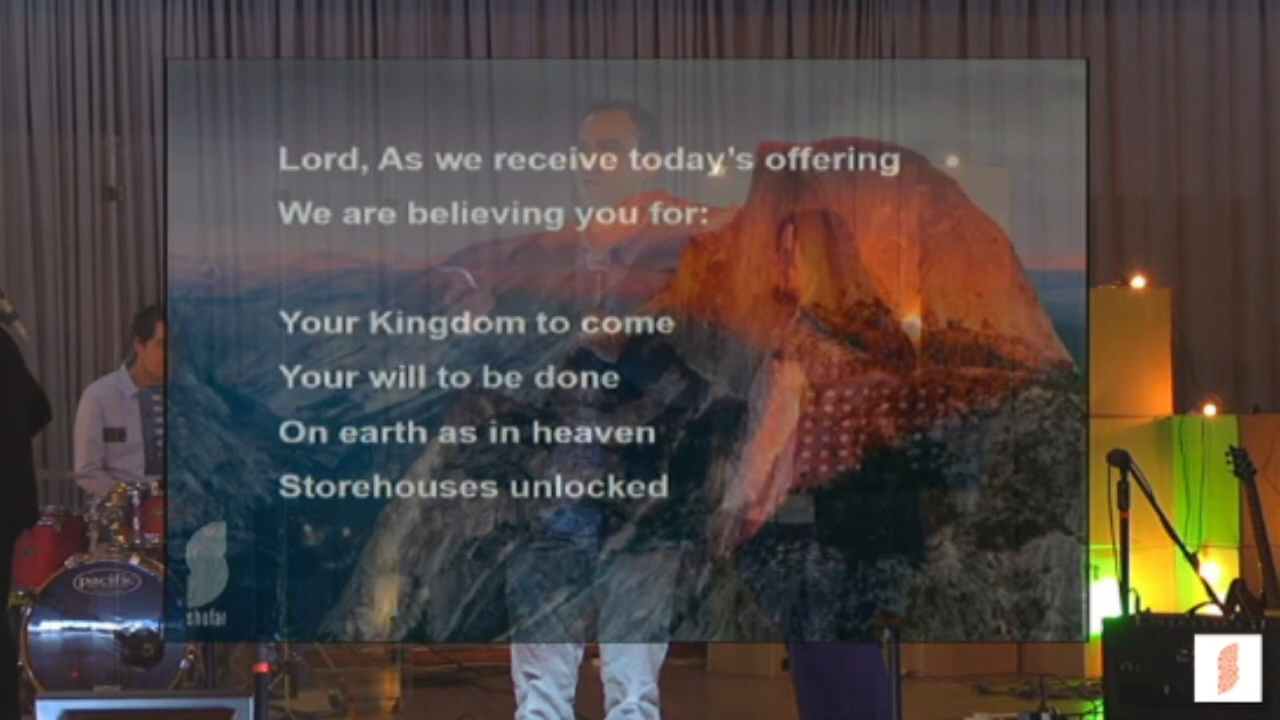 Lord, As we receive today's offering
We are believing you for:
Your Kingdom to come
Your will to be done
On earth as in heaven
Storehouses unlocked
shofar
pacific